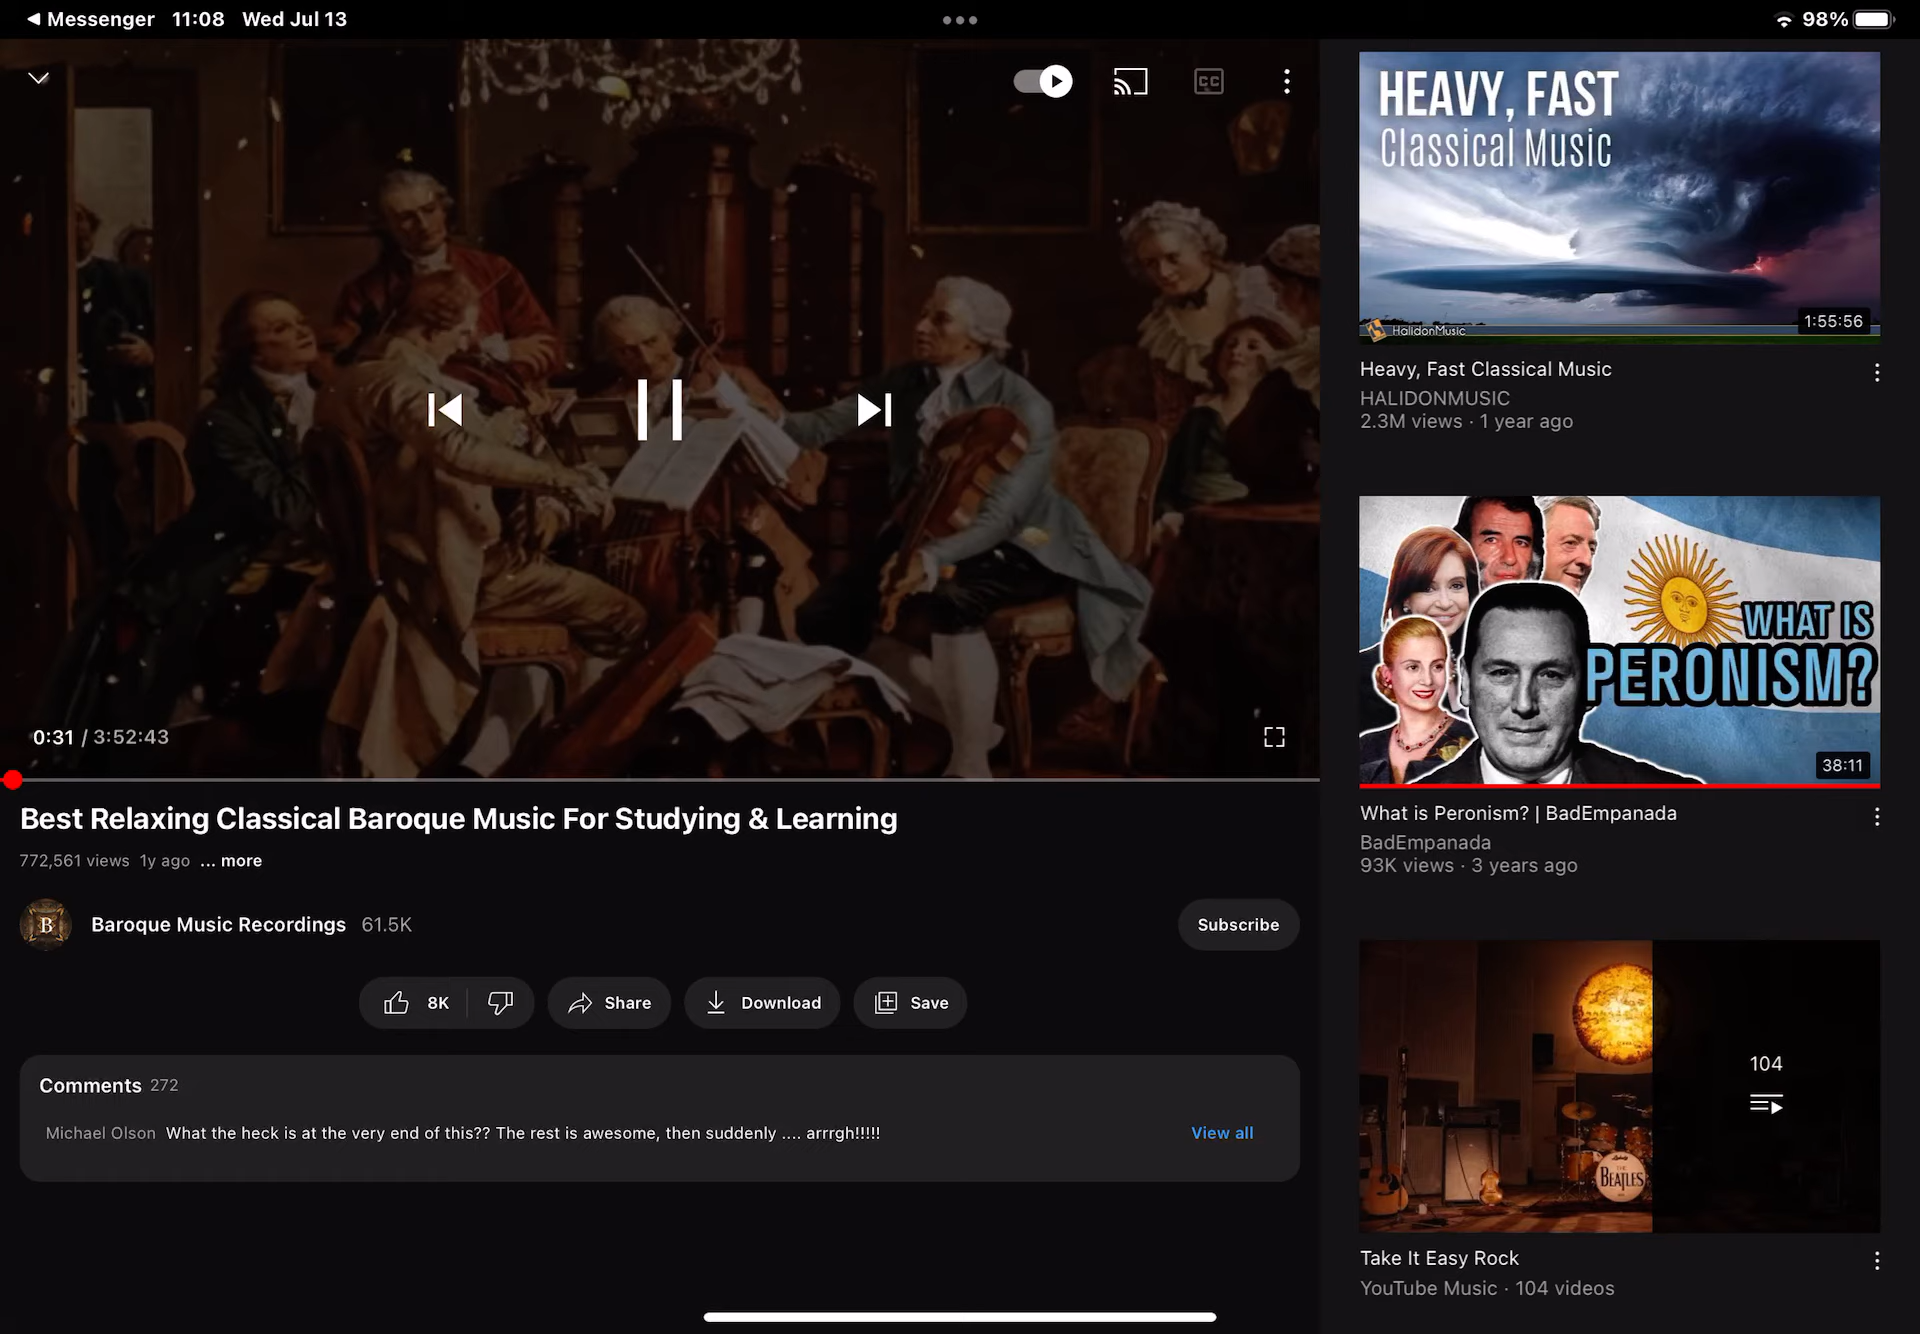 Messenger 11:08 Wed Jul 13
98%
CC
0:31 / 3:52:43
Best Relaxing Classical Baroque Music For Studying & Learning
772,561 views 1y ago ... more
B
Baroque Music Recordings 61.5K
Subscribe
8K
Share
Download
Save
Comments 272
Michael Olson What the heck is at the very end of this?? The rest is awesome, then suddenly .... arrrgh!!!!!
View all
HEAVY, FAST
Classical Music
HalidonMusic
1:55:56
Heavy, Fast Classical Music
HALIDONMUSIC
2.3M views · 1 year ago
WHAT IS
PERONISM?
38:11
What is Peronism? | BadEmpanada
BadEmpanada
93K views · 3 years ago
104
THE
BEATLES
Take It Easy Rock
YouTube Music · 104 videos